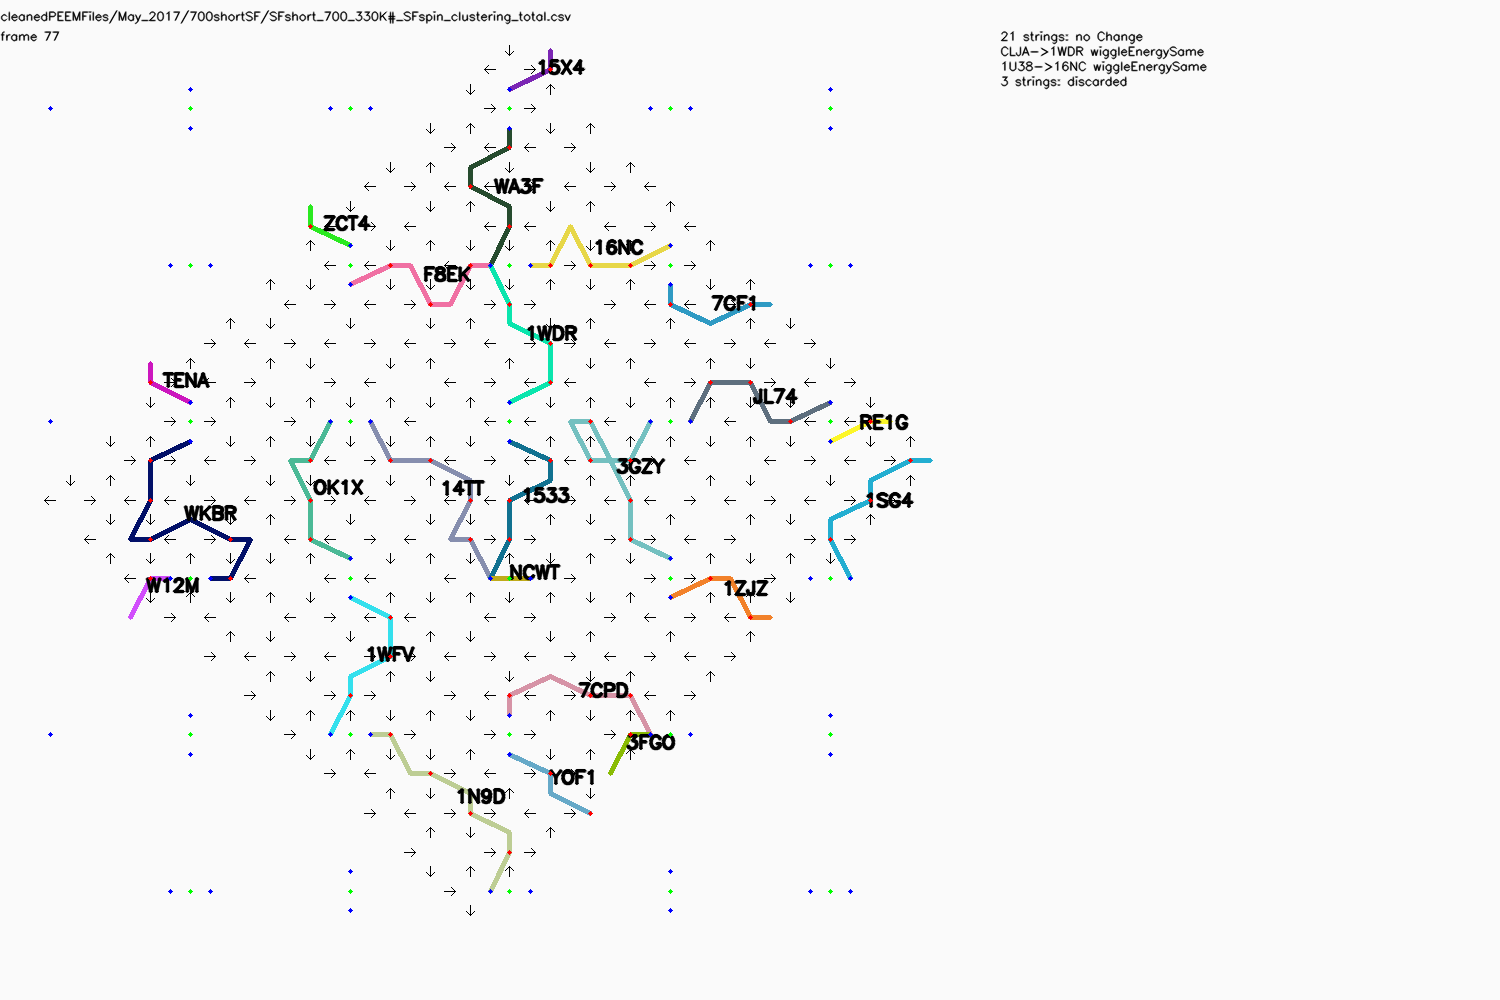 cleanedPEEMFiles/May_2017/700shortSF/SFshort_700_330K#_SFspin_clustering_total.csv
frame 77
21 strings: no Change
CLJA->1WDR wiggleEnergySame
1U38->16NC wiggleEnergySame
3 strings: discarded
15X4
WA3F
ZCT4
16NC
F8EK
7CF1
1WDR
TENA
JL74
RE1G
3GZY
OK1X
14TT
1533
1SG4
WKBR
NCWT
W12M
1ZJZ
1WFV
7CPD
3FGO
YOF1
1N9D